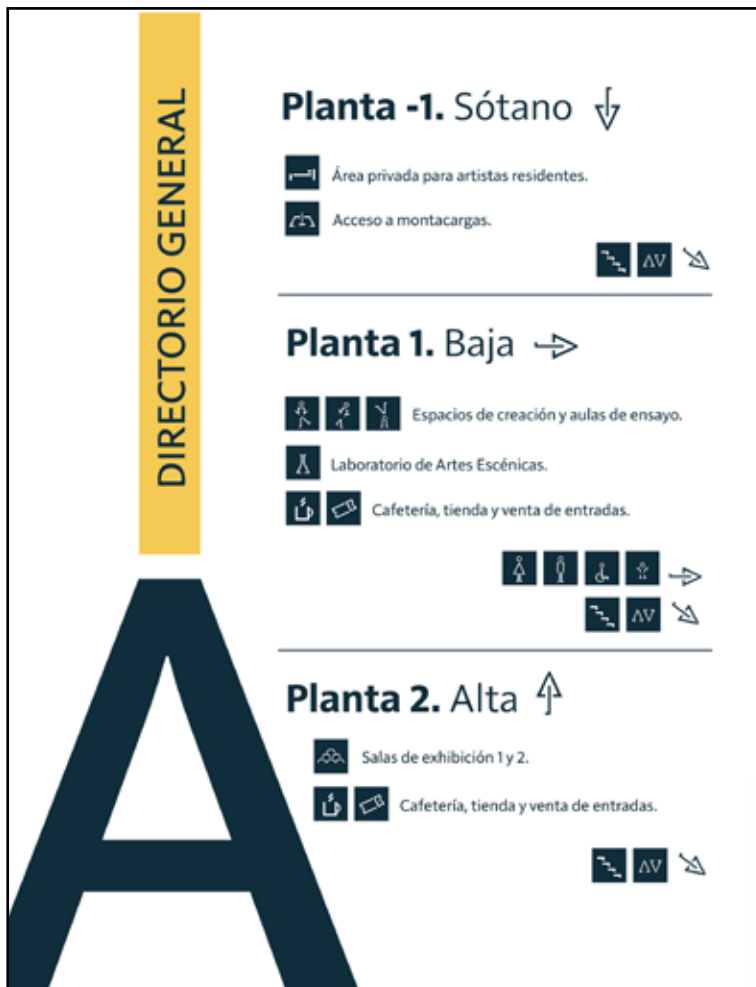 DIRECTORIO GENERAL
A
Planta -1. Sótano
Área privada para artistas residentes.
Acceso a montacargas.
Planta 1. Baja
Espacios de creación y aulas de ensayo.
Laboratorio de Artes Escénicas.
Cafetería, tienda y venta de entradas.
Planta 2. Alta
Salas de exhibición 1 y 2.
Cafetería, tienda y venta de entradas.